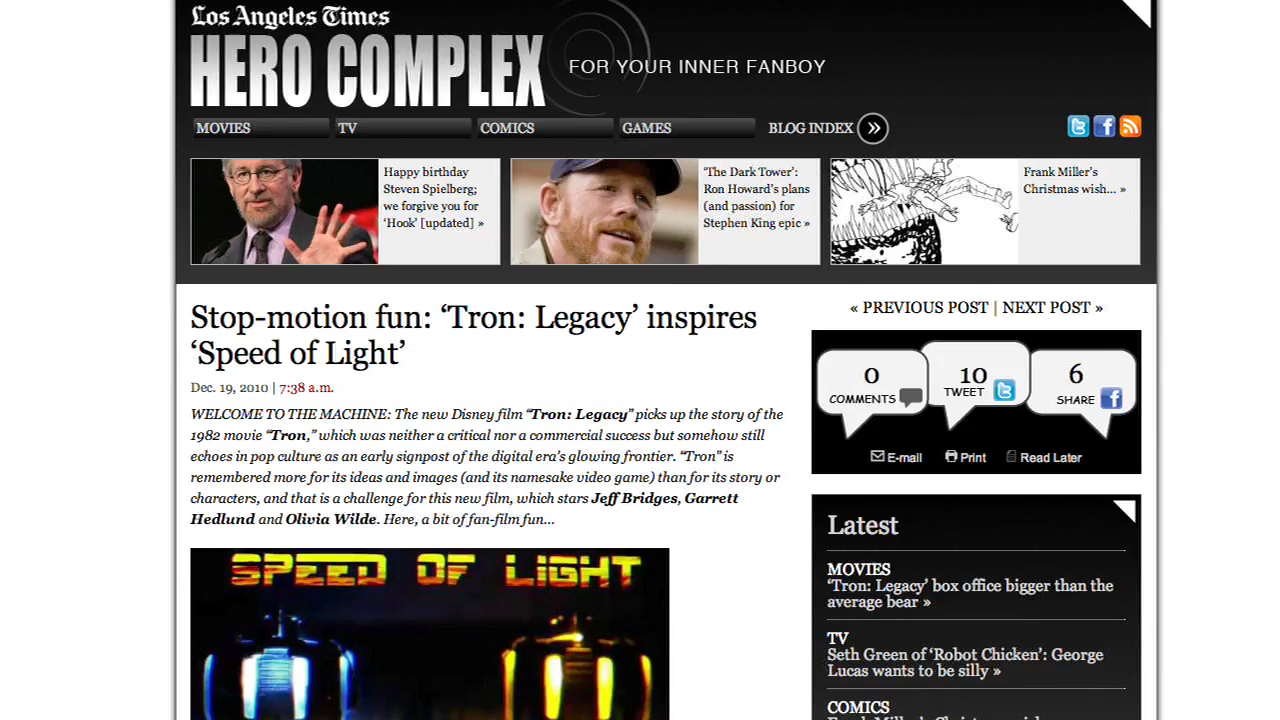 Los Angeles Times
HERO COMPLEX
FOR YOUR INNER FANBOY
MOVIES
TV
COMICS
GAMES
BLOG INDEX »
Happy birthday
Steven Spielberg;
we forgive you for
‘Hook’ [updated] »
'The Dark Tower':
Ron Howard’s plans
(and passion) for
Stephen King epic »
Frank Miller’s
Christmas wish... »
Stop-motion fun: ‘Tron: Legacy’ inspires
‘Speed of Light’
Dec. 19, 2010 | 7:38 a.m.
WELCOME TO THE MACHINE: The new Disney film “Tron: Legacy” picks up the story of the
1982 movie “Tron,” which was neither a critical nor a commercial success but somehow still
echoes in pop culture as an early signpost of the digital era’s glowing frontier. “Tron” is
remembered more for its ideas and images (and its namesake video game) than for its story or
characters, and that is a challenge for this new film, which stars Jeff Bridges, Garrett
Hedlund and Olivia Wilde. Here, a bit of fan-film fun...
SPEED OF LIGHT
« PREVIOUS POST | NEXT POST »
0
COMMENTS
10
TWEET
6
SHARE
E-mail
Print
Read Later
Latest
MOVIES
‘Tron: Legacy’ box office bigger than the
average bear »
TV
Seth Green of ‘Robot Chicken’: George
Lucas wants to be silly »
COMICS